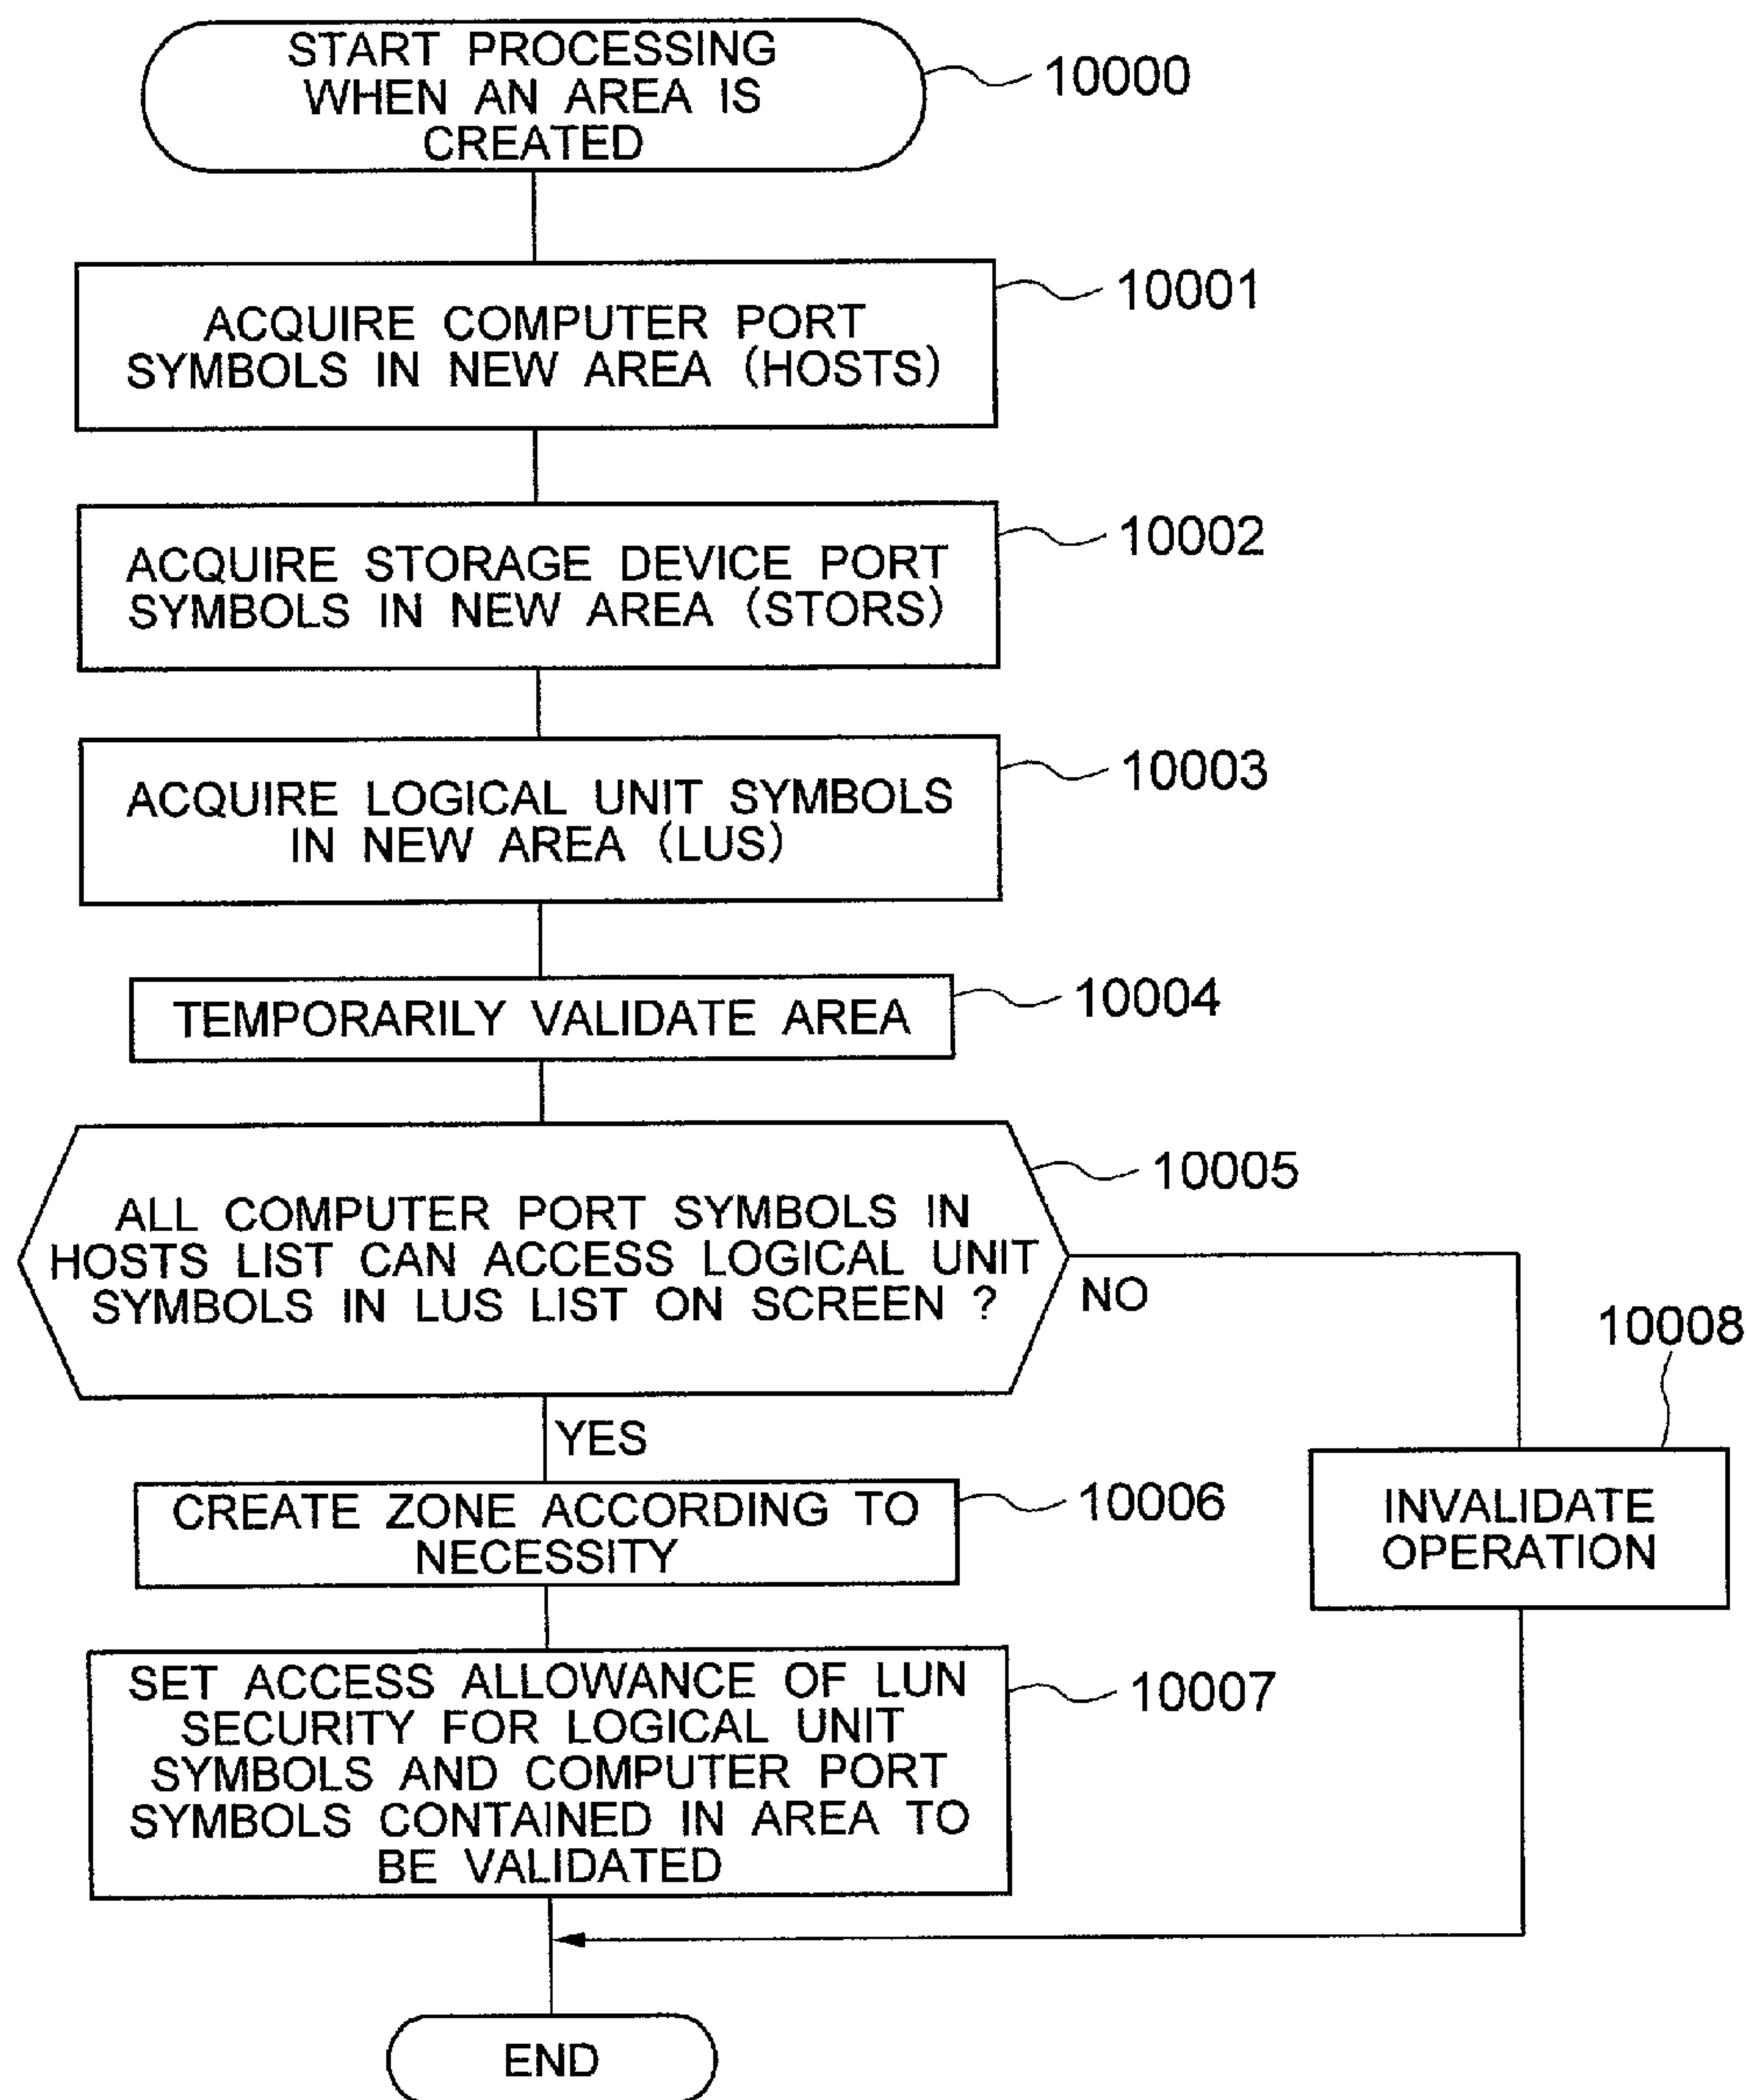 START PROCESSING
WHEN AN AREA IS
CREATED
10000
ACQUIRE COMPUTER PORT
SYMBOLS IN NEW AREA (HOSTS)
10001
ACQUIRE STORAGE DEVICE PORT
SYMBOLS IN NEW AREA (STORS)
10002
ACQUIRE LOGICAL UNIT SYMBOLS
IN NEW AREA (LUS)
10003
TEMPORARILY VALIDATE AREA
10004
ALL COMPUTER PORT SYMBOLS IN
HOSTS LIST CAN ACCESS LOGICAL UNIT
SYMBOLS IN LUS LIST ON SCREEN ?
10005
NO
YES
10008
INVALIDATE
OPERATION
CREATE ZONE ACCORDING TO
NECESSITY
10006
SET ACCESS ALLOWANCE OF LUN
SECURITY FOR LOGICAL UNIT
SYMBOLS AND COMPUTER PORT
SYMBOLS CONTAINED IN AREA TO
BE VALIDATED
10007
END